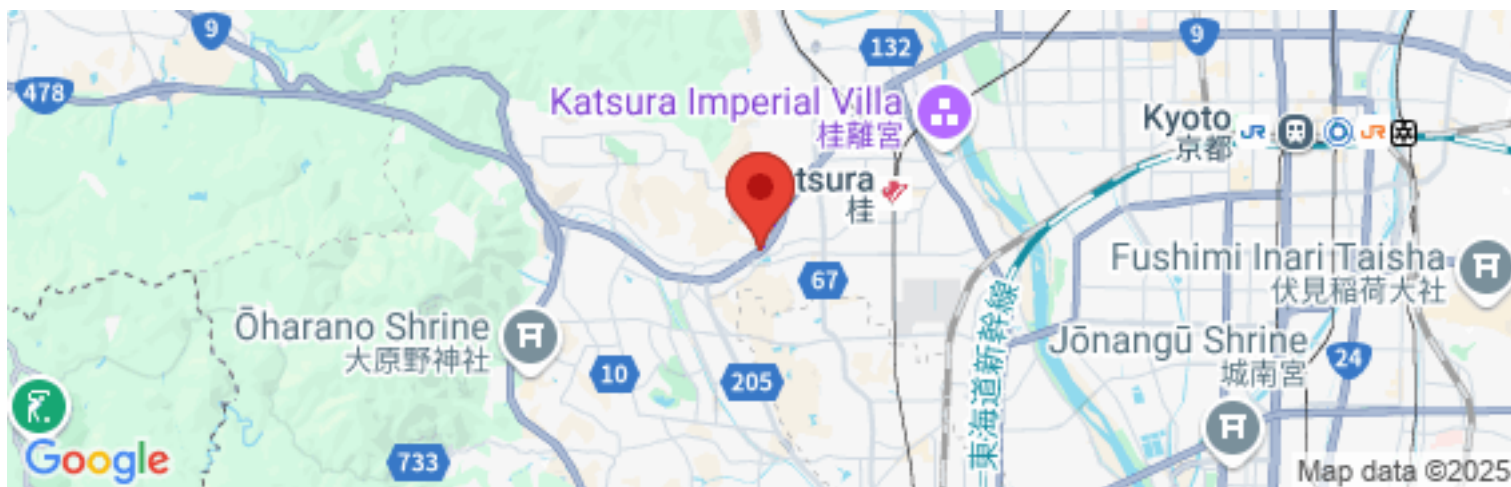 9
478
132
9
Katsura Imperial Villa
桂離宮
Kyoto
京都
JR
JR
tsura
桂
67
Fushimi Inari Taisha
伏見稲荷大社
Ōharano Shrine
大原野神社
東海道新幹線
Jōnangū Shrine
城南宮
24
10
205
733
Google
Map data ©2025